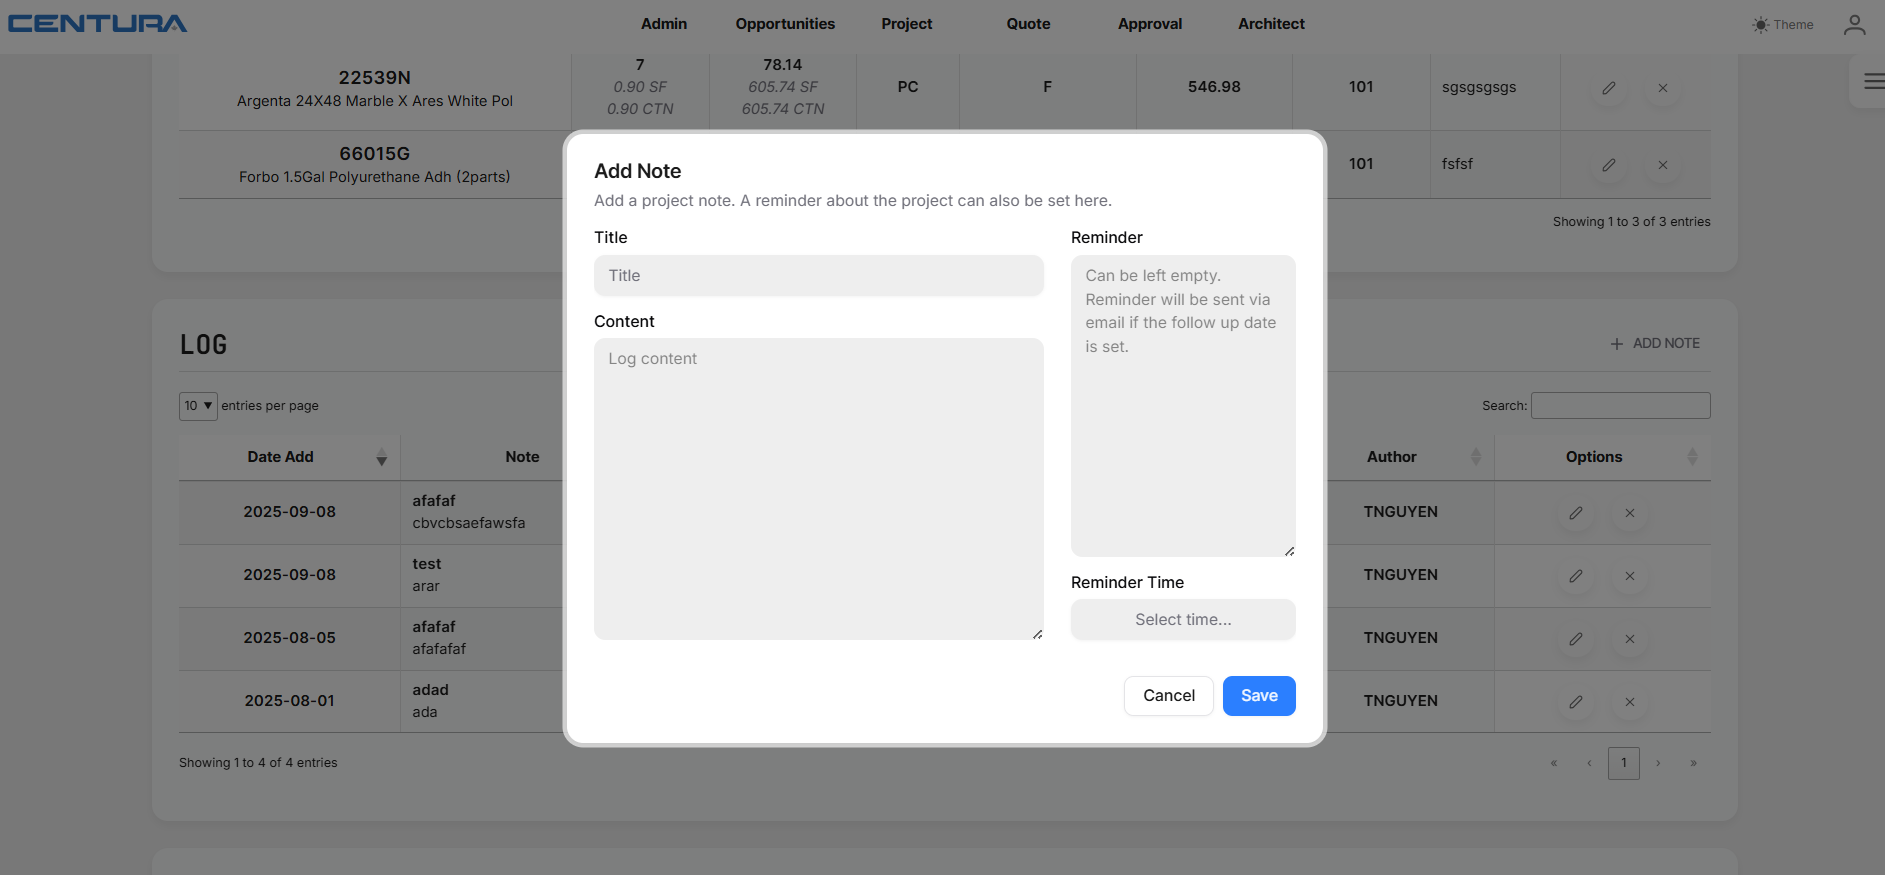 CENTURA
Admin
Opportunities
Project
Quote
Approval
Architect
Theme
22539N
Argenta 24X48 Marble X Ares White Pol
7
0.90 SF
0.90 CTN
78.14
605.74 SF
605.74 CTN
PC
F
546.98
101
sgsgsgsgs
66015G
Forbo 1.5Gal Polyurethane Adh (2parts)
101
fsfsf
Showing 1 to 3 of 3 entries
Add Note
Add a project note. A reminder about the project can also be set here.
Title
Title
Content
Log content
Reminder
Can be left empty.
Reminder will be sent via
email if the follow up date
is set.
Reminder Time
Select time...
Cancel
Save
LOG
ADD NOTE
10 entries per page
Search:
Date Add
Note
Author
Options
2025-09-08
afafaf
cbvcbsaefawsfa
TNGUYEN
2025-09-08
test
arar
TNGUYEN
2025-08-05
afafaf
afafafaf
TNGUYEN
2025-08-01
adad
ada
TNGUYEN
Showing 1 to 4 of 4 entries
« ‹ 1 › »